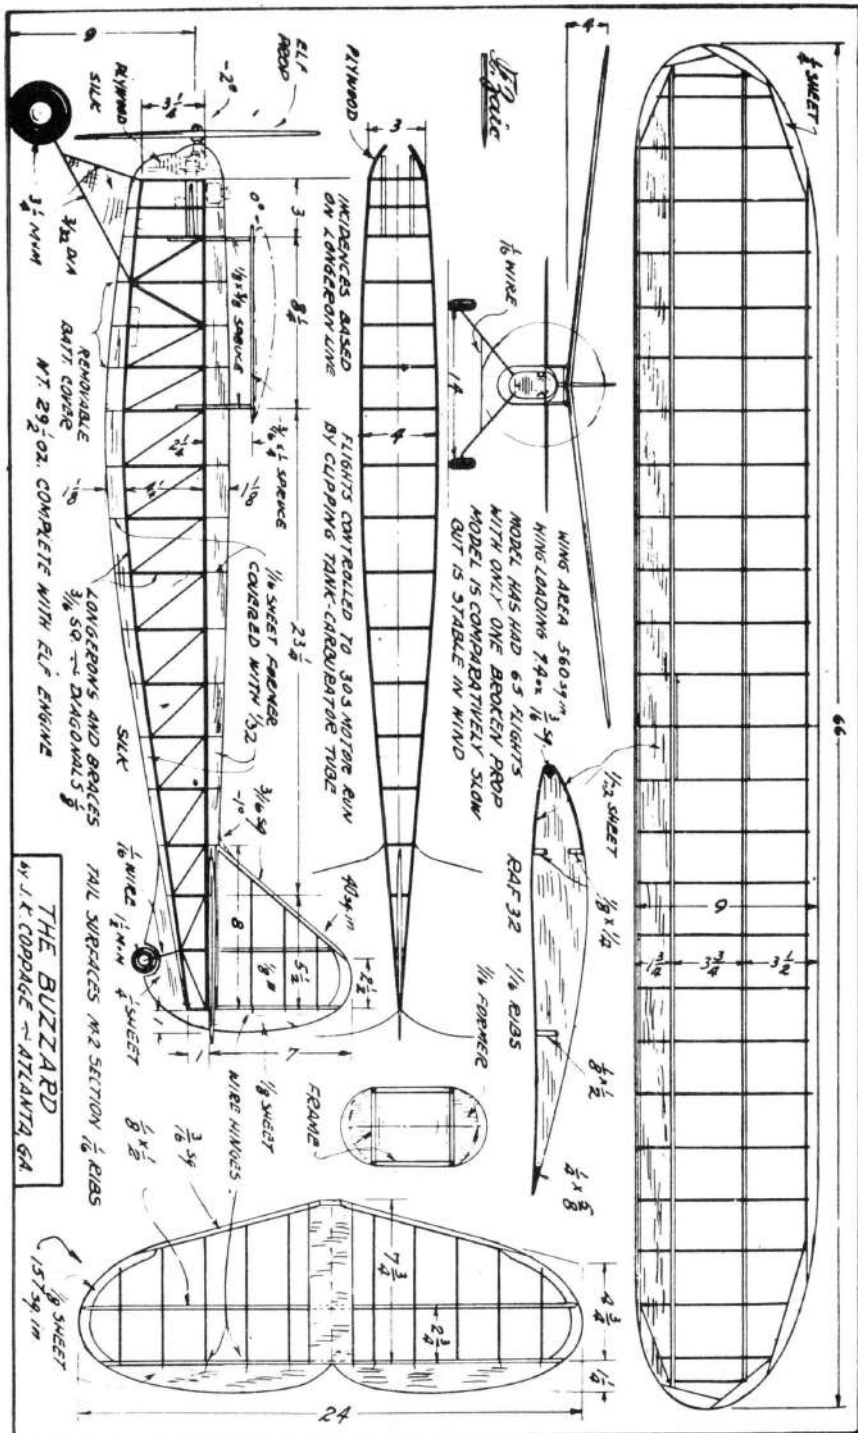 THE BUZZARD
by J.K. COPPAGE ~ ATLANTA GA.
66
1/4 SHEET
4
9
1 3/4
3 3/4
3 1/2
1/16 WIRE
14
WING AREA 560 sq in
WING LOADING 7.4 oz
MODEL HAS HAD 65 FLIGHTS
WITH ONLY ONE BROKEN PROP
MODEL IS COMPARATIVELY SLOW
BUT IS STABLE IN WIND
3/16 SQ.
1/32 SHEET
1/8 x 1/4
RAF 32
1/16 RIBS
1/8 x 1/2
1/16 FORMER
FRAME
PLYWOOD
3
4
INCIDENCES BASED
ON LONGERON LINE
FLIGHTS CONTROLLED TO 30 S MOTOR RUN
BY CLIPPING TANK-CARBURATOR TUBE
9
ELF
PROP
-2°
PLYWOOD
SILK
3 1/4
3
0°
8 1/4
23 1/4
1/8 x 3/8 SPRUCE
SPRUCE
2 1/4
3/32 DIA
REMOVABLE
BATT. COVER
WT. 29 1/2 OZ. COMPLETE WITH ELF ENGINE
1/16 SHEET FORMER
COVERED WITH 1/32
LONGERONS AND BRACES
3/16 SQ. ~ DIAGONALS 1/8
SILK
3/16 SQ
-1°
40 sq. in
8
5 1/2
2 1/2
1
7
1
1/16 WIRE
1/4 SHEET
1/8 SHEET
WIRE HINGES
3/16 SQ
1/8 x 1/2
TAIL SURFACES M.2 SECTION 1/16 RIBS
7 3/4
2 3/4
4 3/4
1 1/4
24
1/8 SHEET
157 sq. in